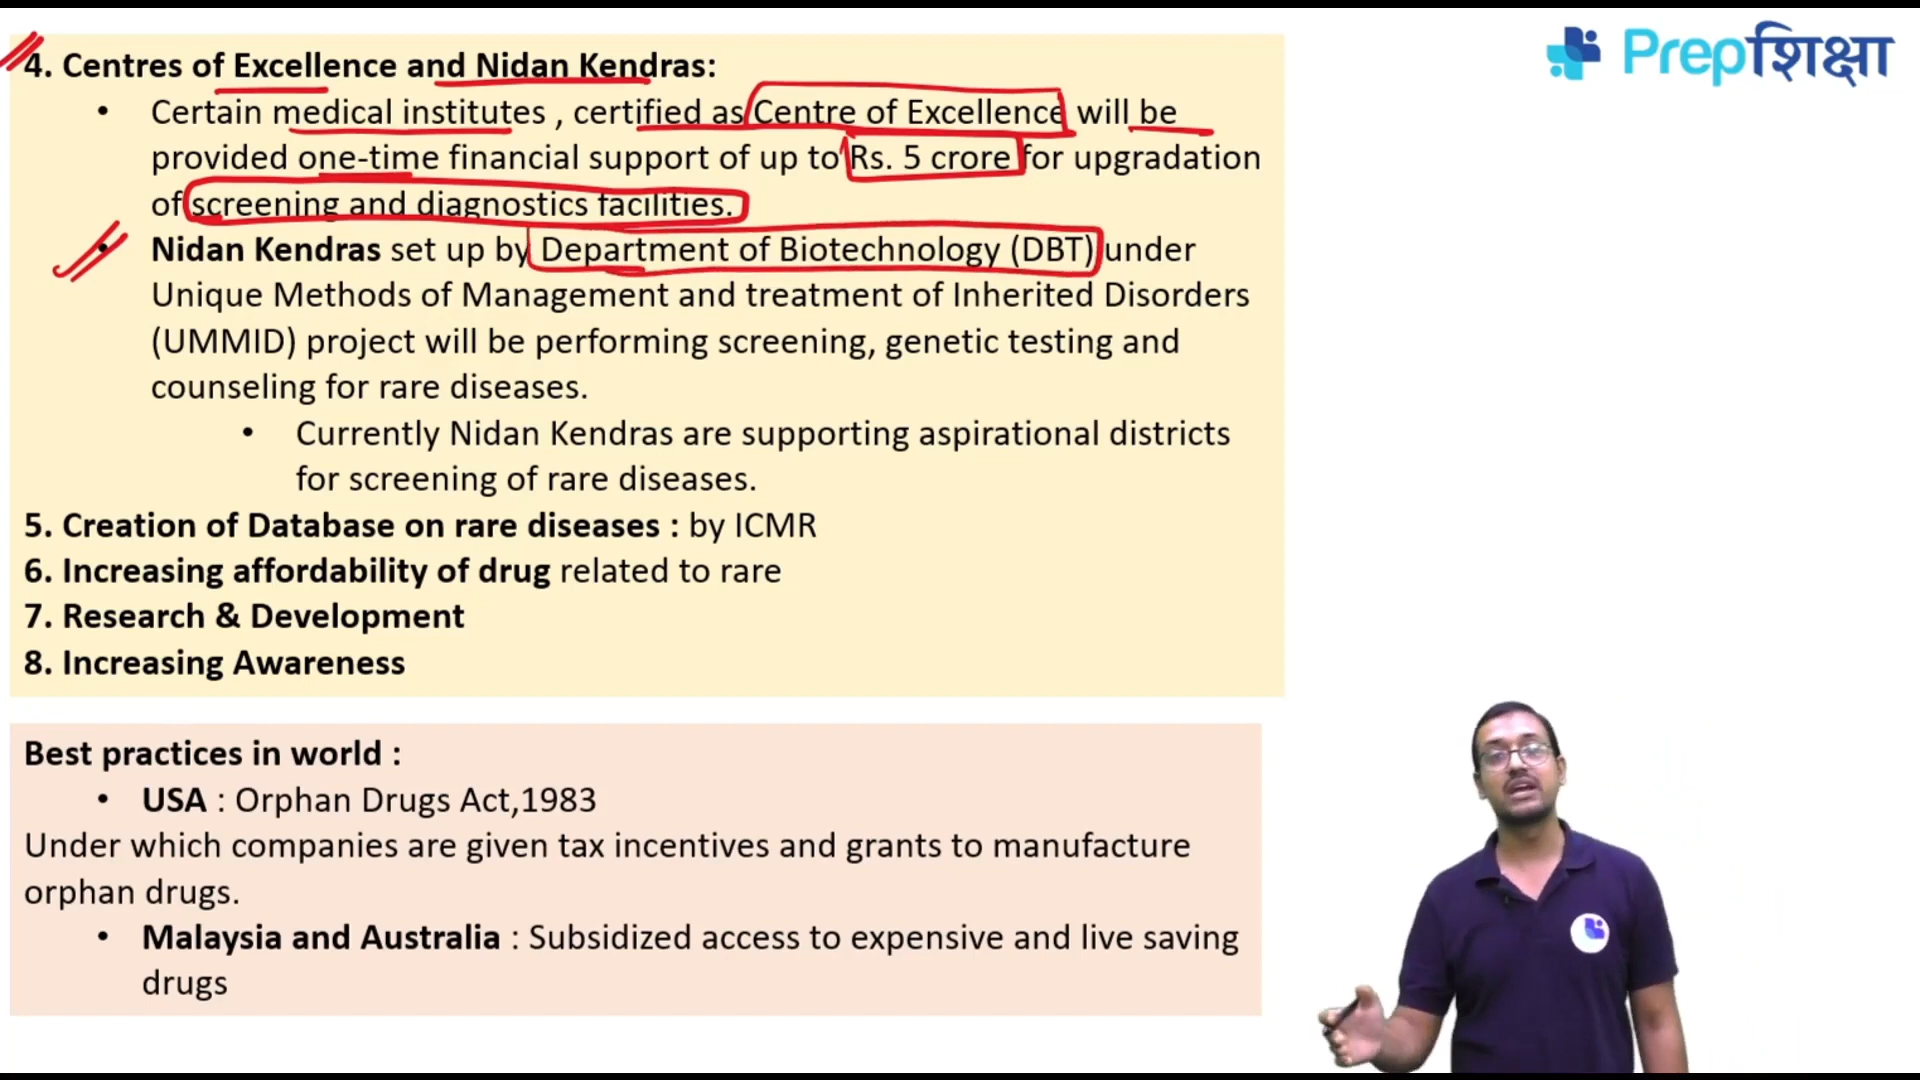 Prepशिक्षा
4. Centres of Excellence and Nidan Kendras:
• Certain medical institutes , certified as Centre of Excellence will be
provided one-time financial support of up to Rs. 5 crore for upgradation
of screening and diagnostics facilities.
• Nidan Kendras set up by Department of Biotechnology (DBT) under
Unique Methods of Management and treatment of Inherited Disorders
(UMMID) project will be performing screening, genetic testing and
counseling for rare diseases.
• Currently Nidan Kendras are supporting aspirational districts
for screening of rare diseases.
5. Creation of Database on rare diseases : by ICMR
6. Increasing affordability of drug related to rare
7. Research & Development
8. Increasing Awareness
Best practices in world :
• USA : Orphan Drugs Act,1983
Under which companies are given tax incentives and grants to manufacture
orphan drugs.
• Malaysia and Australia : Subsidized access to expensive and live saving
drugs